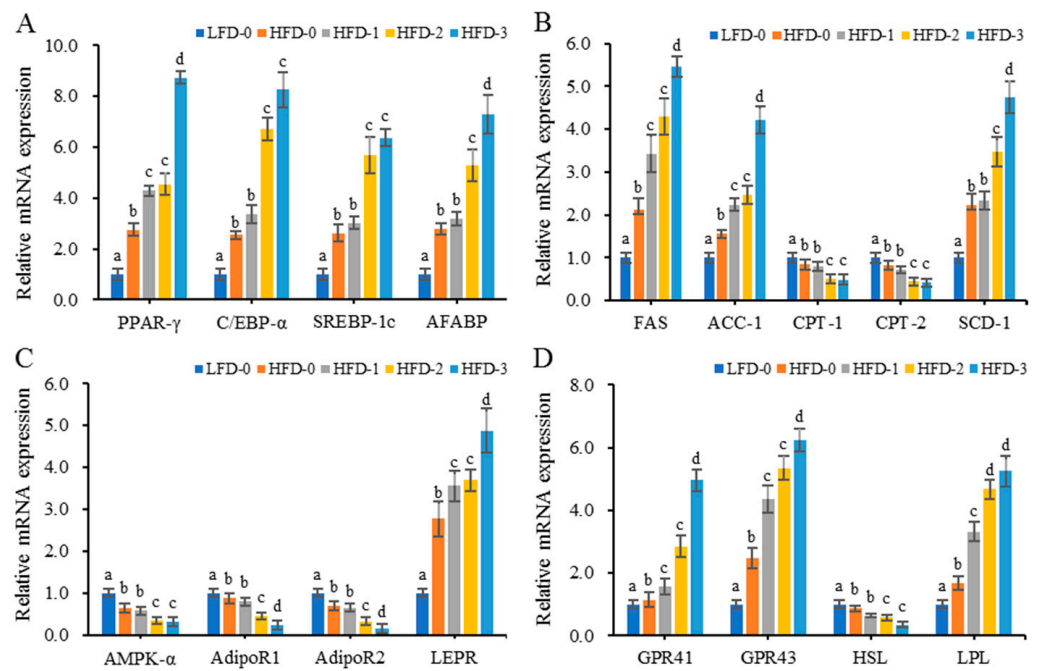 A
LFD-0 HFD-0 HFD-1 HFD-2 HFD-3
Relative mRNA expression
10.0
8.0
6.0
4.0
2.0
0.0
a b c c d
a b b c c
a b b c c
a b b c d
PPAR-γ C/EBP-α SREBP-1c AFABP
B
LFD-0 HFD-0 HFD-1 HFD-2 HFD-3
Relative mRNA expression
6.0
5.0
4.0
3.0
2.0
1.0
0.0
a b c c d
a b c c d
a b b c c
a b b c c
a b b c d
FAS ACC-1 CPT-1 CPT-2 SCD-1
C
LFD-0 HFD-0 HFD-1 HFD-2 HFD-3
Relative mRNA expression
6.0
5.0
4.0
3.0
2.0
1.0
0.0
a b b c c
a b b c d
a b b c d
a b c c d
AMPK-α AdipoR1 AdipoR2 LEPR
D
LFD-0 HFD-0 HFD-1 HFD-2 HFD-3
Relative mRNA expression
8.0
6.0
4.0
2.0
0.0
a b c c d
a b c c d
a b b c c
a b c d d
GPR41 GPR43 HSL LPL